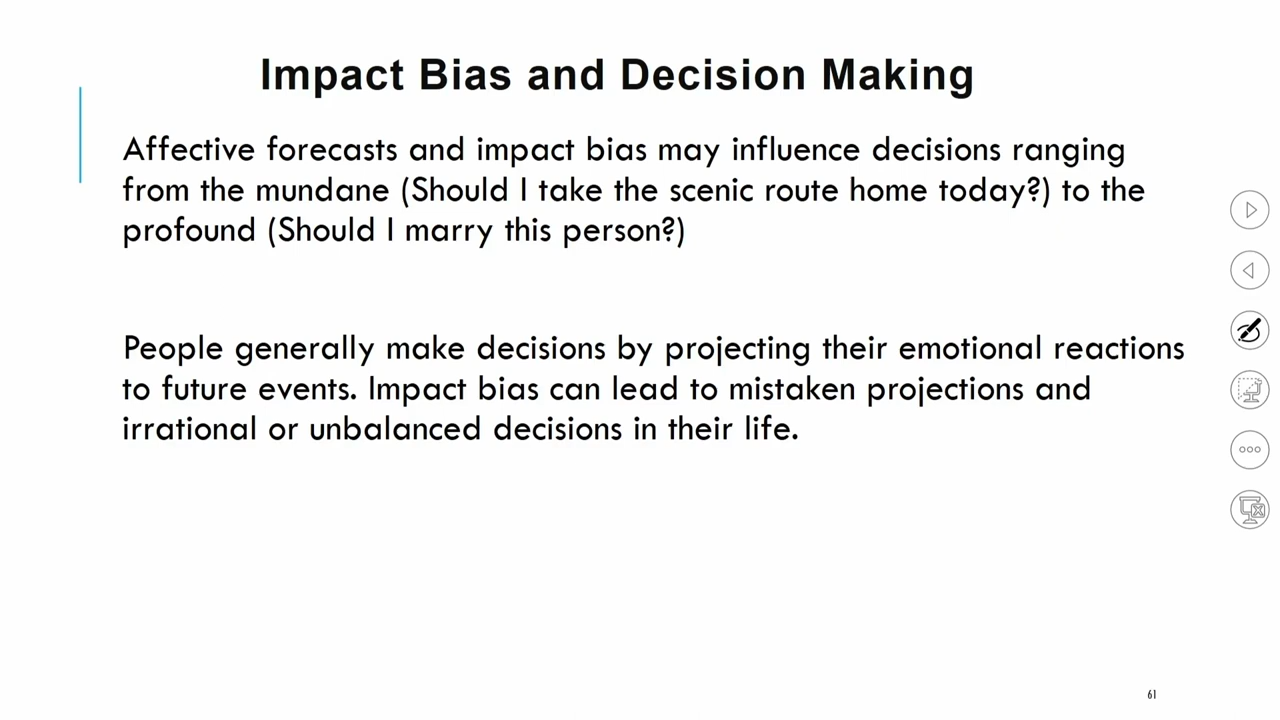 Impact Bias and Decision Making
Affective forecasts and impact bias may influence decisions ranging
from the mundane (Should I take the scenic route home today?) to the
profound (Should I marry this person?)
People generally make decisions by projecting their emotional reactions
to future events. Impact bias can lead to mistaken projections and
irrational or unbalanced decisions in their life.
61